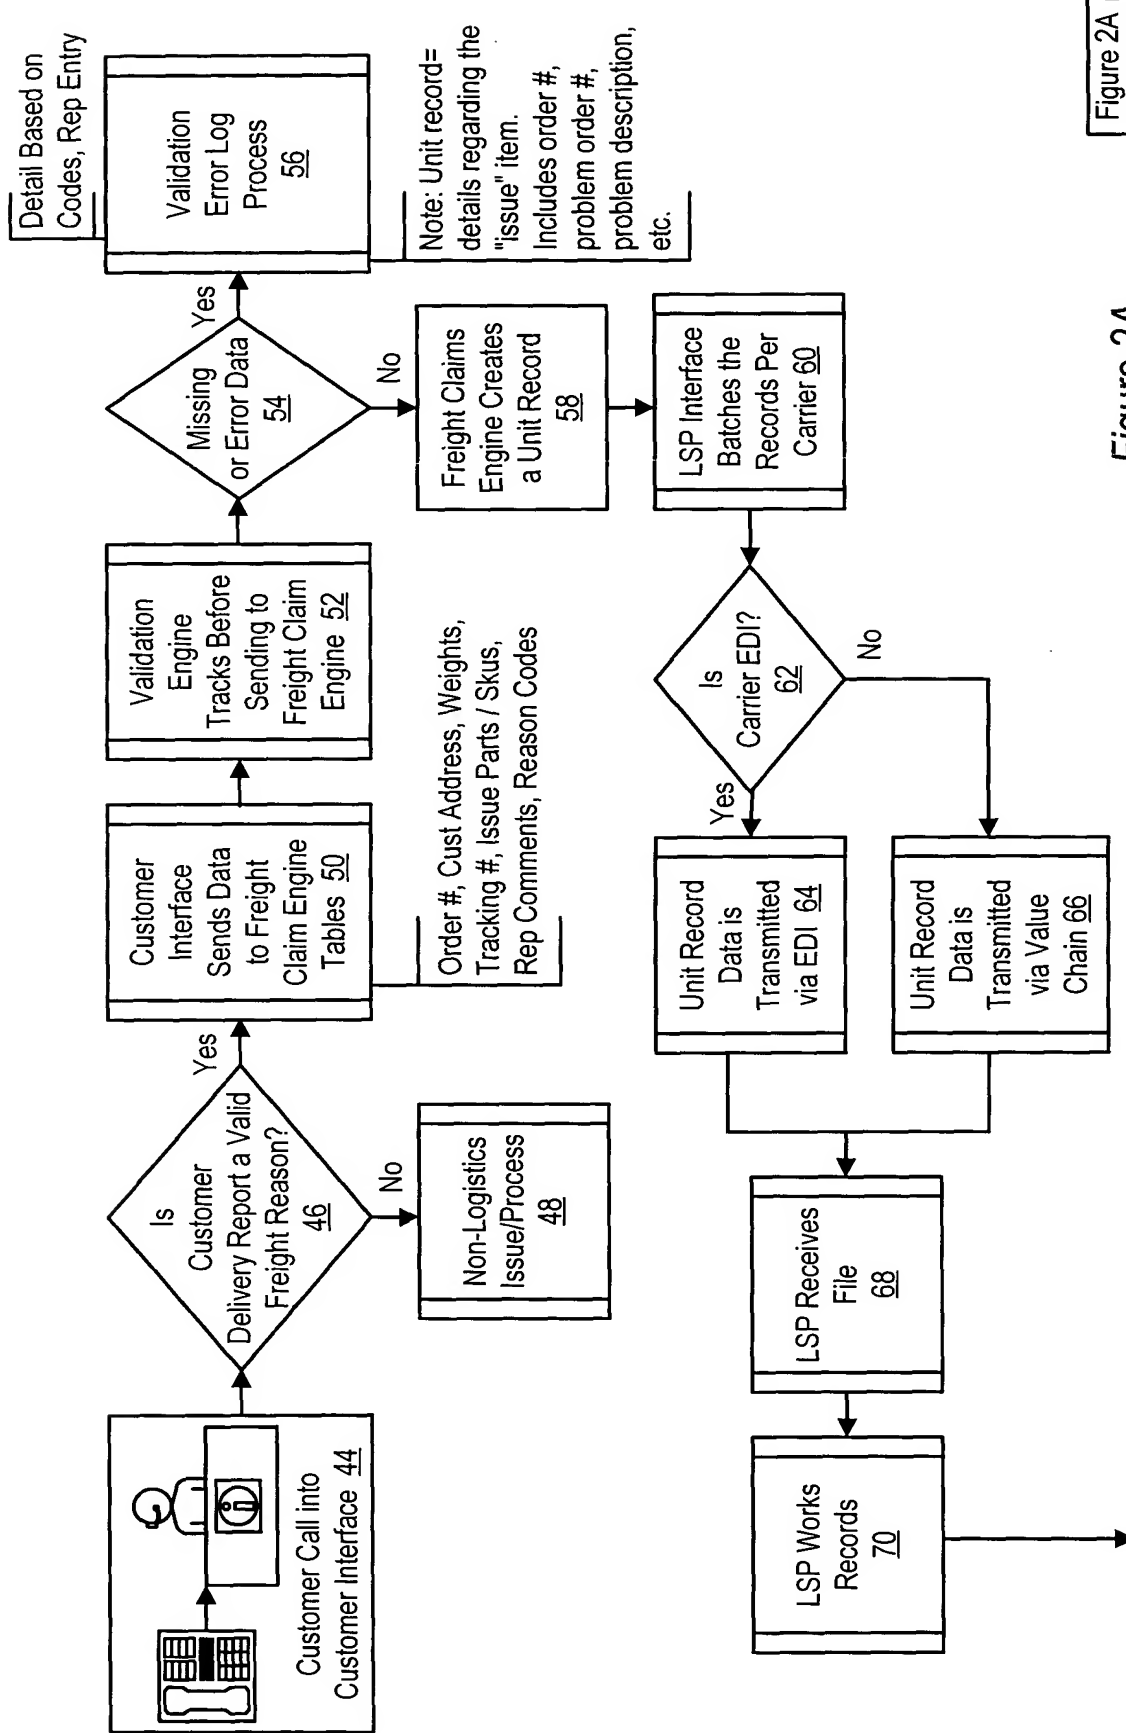 Customer Call into
Customer Interface 44
Is
Customer
Delivery Report a Valid
Freight Reason?
46
Yes
No
Non-Logistics
Issue/Process
48
Customer
Interface
Sends Data
to Freight
Claim Engine
Tables 50
Order #, Cust Address, Weights,
Tracking #, Issue Parts / Skus,
Rep Comments, Reason Codes
Validation
Engine
Tracks Before
Sending to
Freight Claim
Engine 52
Missing
or Error Data
54
Yes
No
Detail Based on
Codes, Rep Entry
Validation
Error Log
Process
56
Note: Unit record=
details regarding the
"issue" item.
Includes order #,
problem order #,
problem description,
etc.
Freight Claims
Engine Creates
a Unit Record
58
LSP Interface
Batches the
Records Per
Carrier 60
Is
Carrier EDI?
62
Yes
No
Unit Record
Data is
Transmitted
via EDI 64
Unit Record
Data is
Transmitted
via Value
Chain 66
LSP Receives
File
68
LSP Works
Records
70
Figure 2A
Figure 2A